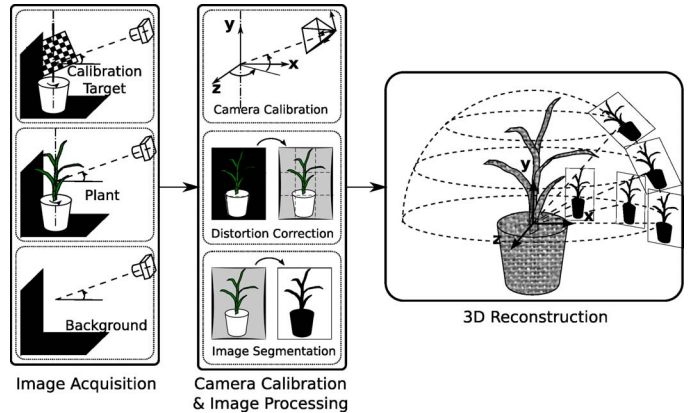 Calibration
Target
Plant
Background
Image Acquisition
y
x
z
Camera Calibration
Distortion Correction
Image Segmentation
Camera Calibration
& Image Processing
y
x
z
3D Reconstruction